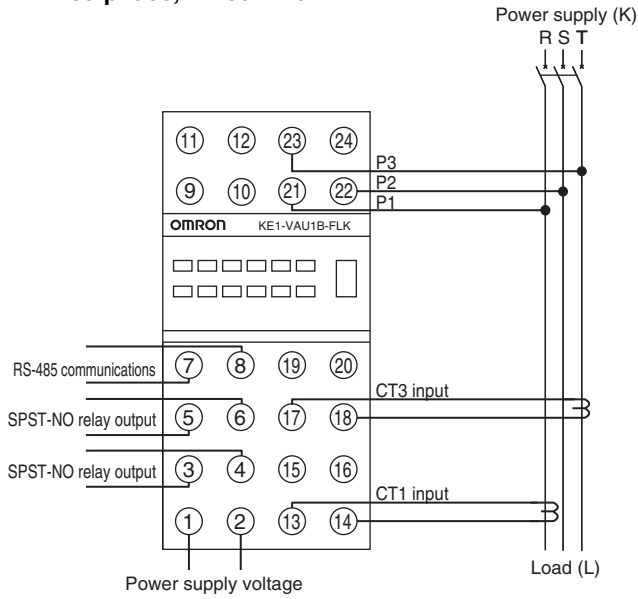 Power supply (K)
R S T
11 12 23 24
P3
9 10 21 22
P2
P1
OMRON KE1-VAU1B-FLK
RS-485 communications
7 8 19 20
CT3 input
SPST-NO relay output
5 6 17 18
SPST-NO relay output
3 4 15 16
CT1 input
1 2 13 14
Power supply voltage
Load (L)